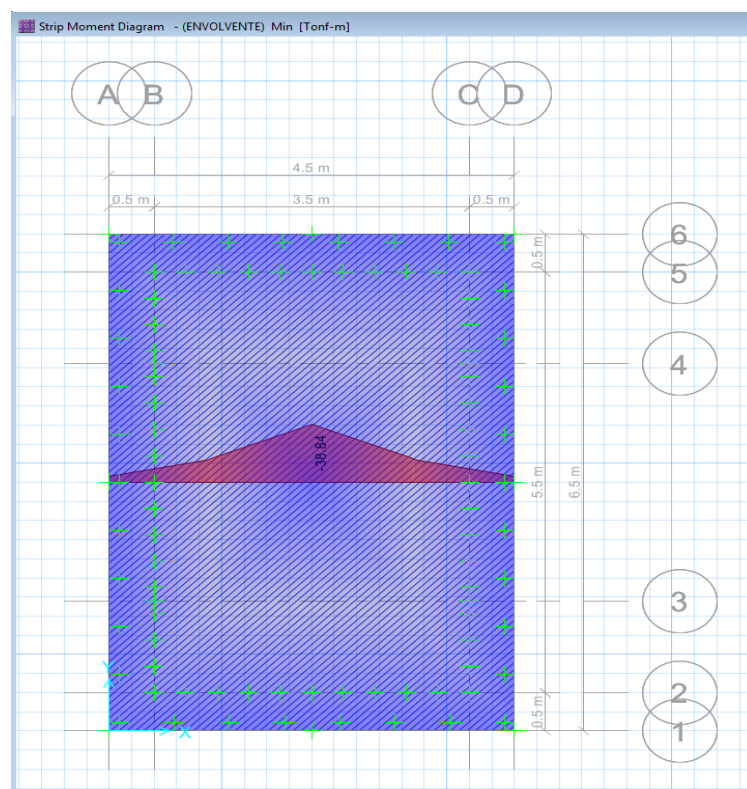 Strip Moment Diagram - (ENVOLVENTE) Min [Tonf-m]
A B C D
4.5 m
0.5 m 3.5 m 0.5 m
6
0.5 m
5
4
-38.84
5.5 m
6.5 m
3
Y
2
0.5 m
X
1